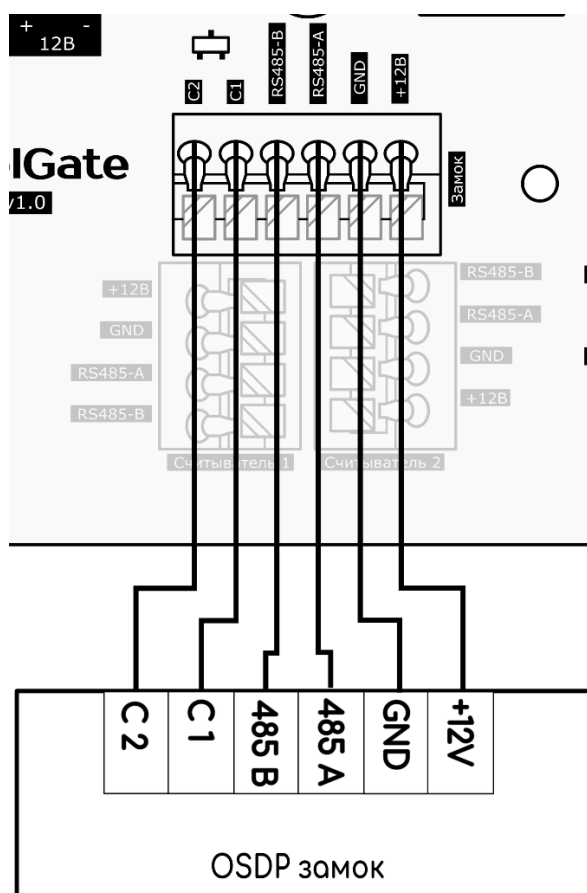 + -
12В
C2
C1
RS485-B
RS485-A
GND
+12В
lGate
v1.0
Замок
+12В
GND
RS485-A
RS485-B
Считыватель 1
RS485-B
RS485-A
GND
+12В
Считыватель 2
C 2
C 1
485 B
485 A
GND
+12V
OSDP замок